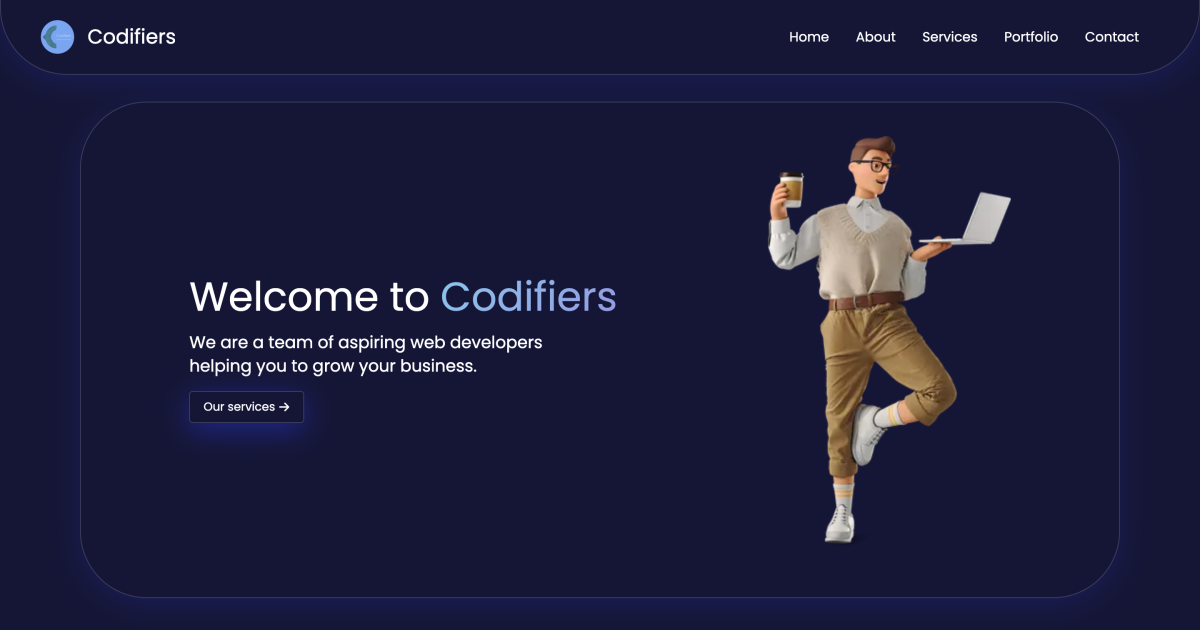 Codifiers
Home About Services Portfolio Contact
Welcome to Codifiers
We are a team of aspiring web developers
helping you to grow your business.
Our services →